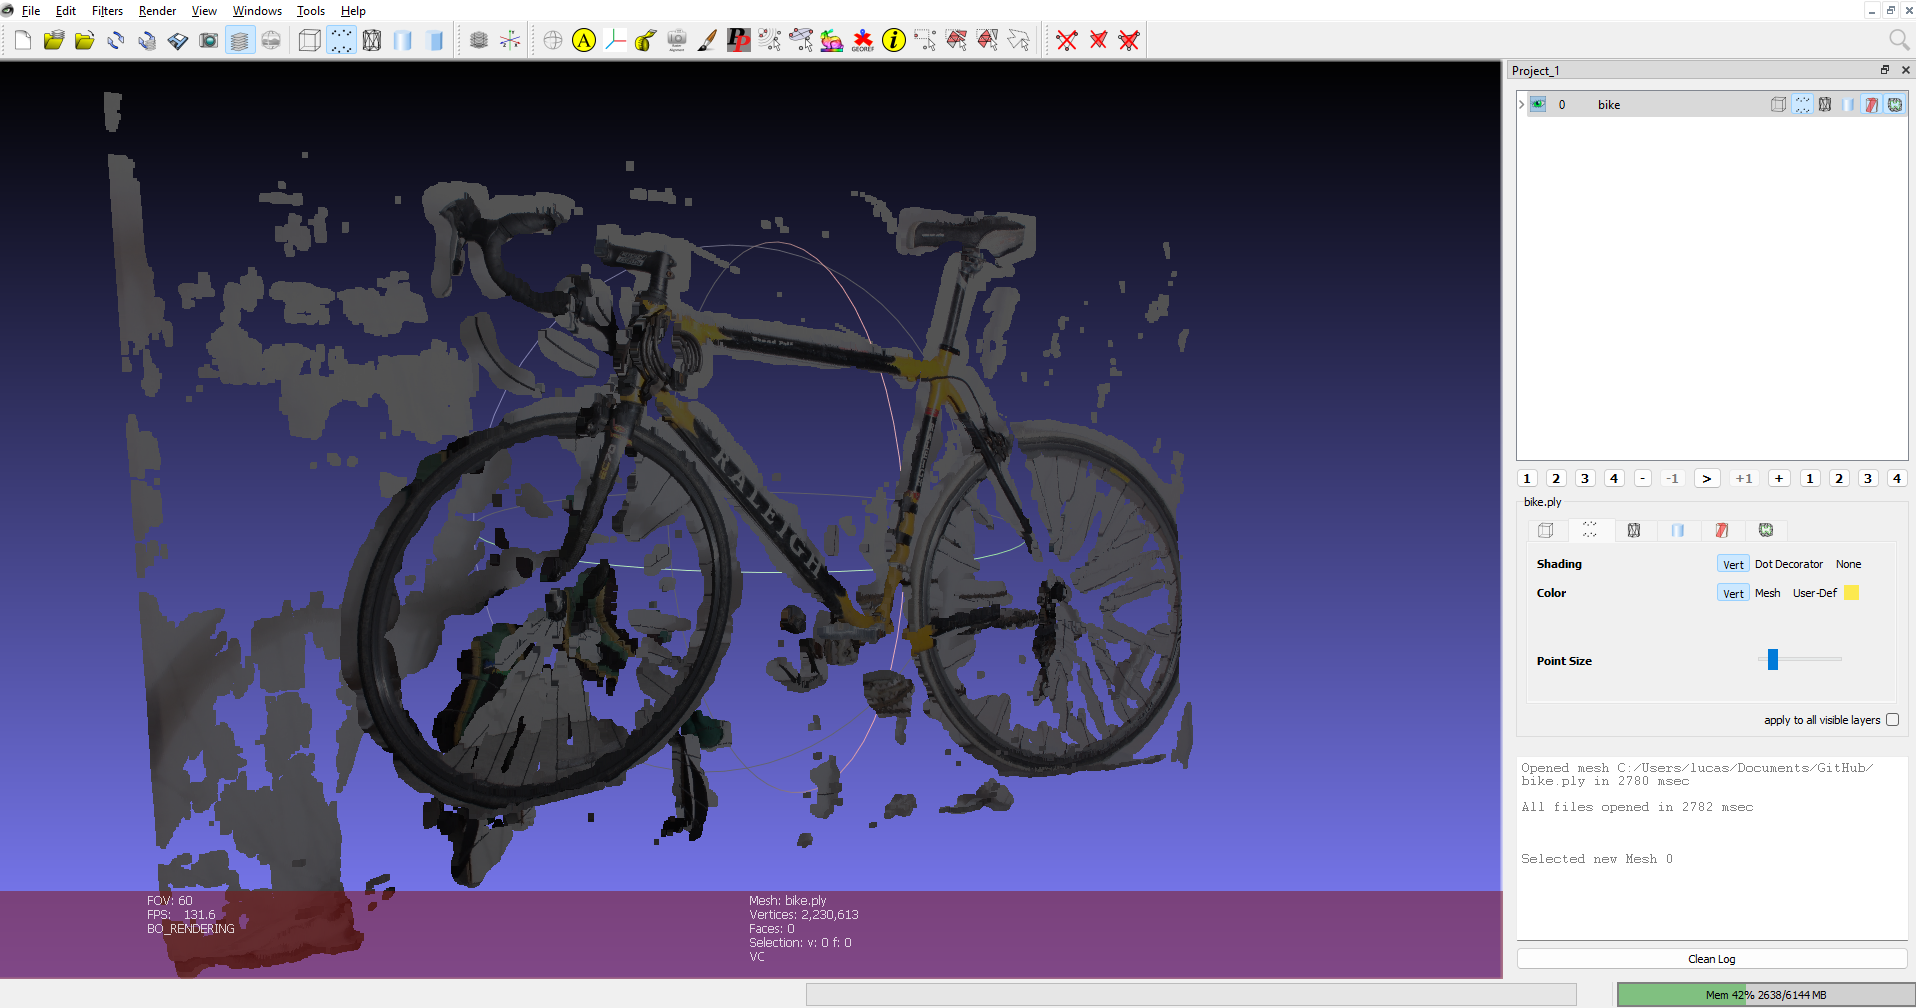 File Edit Filters Render View Windows Tools Help
A
PP
GEOREF
i
Project_1
0 bike
1 2 3 4 - -1 > +1 + 1 2 3 4
bike.ply
Shading Vert Dot Decorator None
Color Vert Mesh User-Def
Point Size
apply to all visible layers
Opened mesh C:/Users/lucas/Documents/GitHub/
bike.ply in 2780 msec
All files opened in 2782 msec
Selected new Mesh 0
Clean Log
Mem 42% 2638/6144 MB
RALEIGH
FOV: 60
FPS: 131.6
BO_RENDERING
Mesh: bike.ply
Vertices: 2,230,613
Faces: 0
Selection: v: 0 f: 0
VC